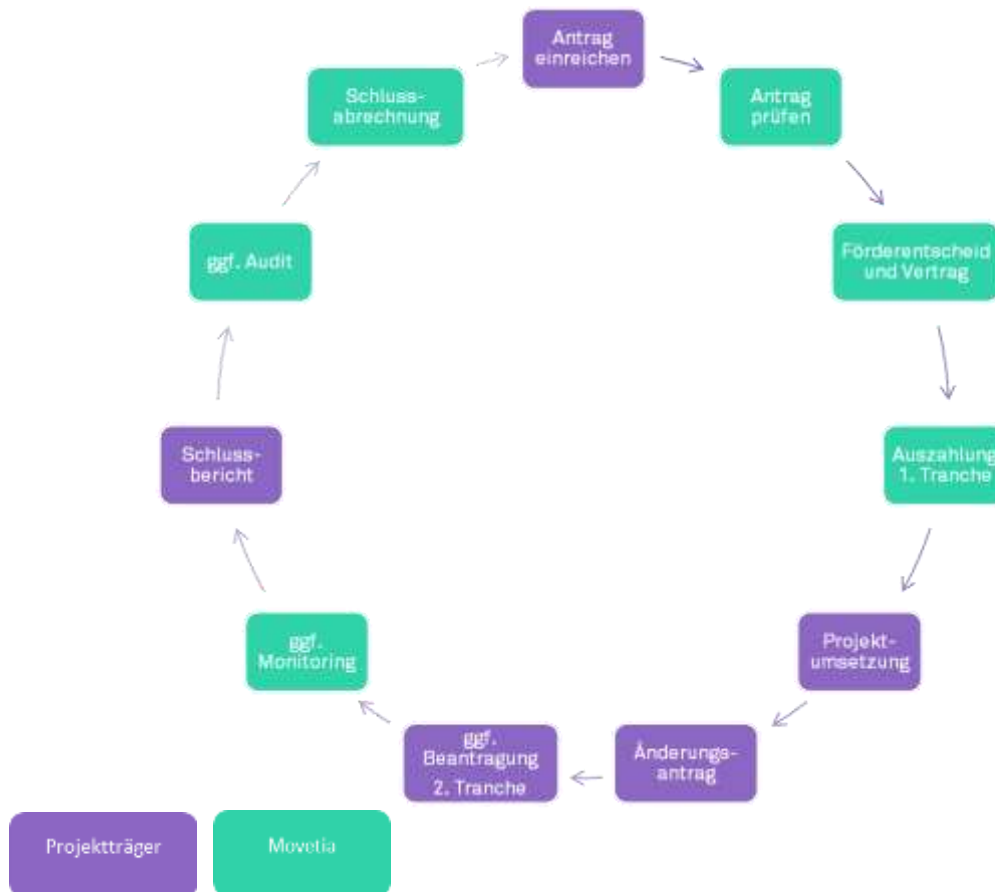 Antrag
einreichen
Antrag
prüfen
Förderentscheid
und Vertrag
Auszahlung
1. Tranche
Projekt-
umsetzung
Änderungs-
antrag
ggf.
Beantragung
2. Tranche
ggf.
Monitoring
Schluss-
bericht
ggf. Audit
Schluss-
abrechnung
Projektträger
Movetia